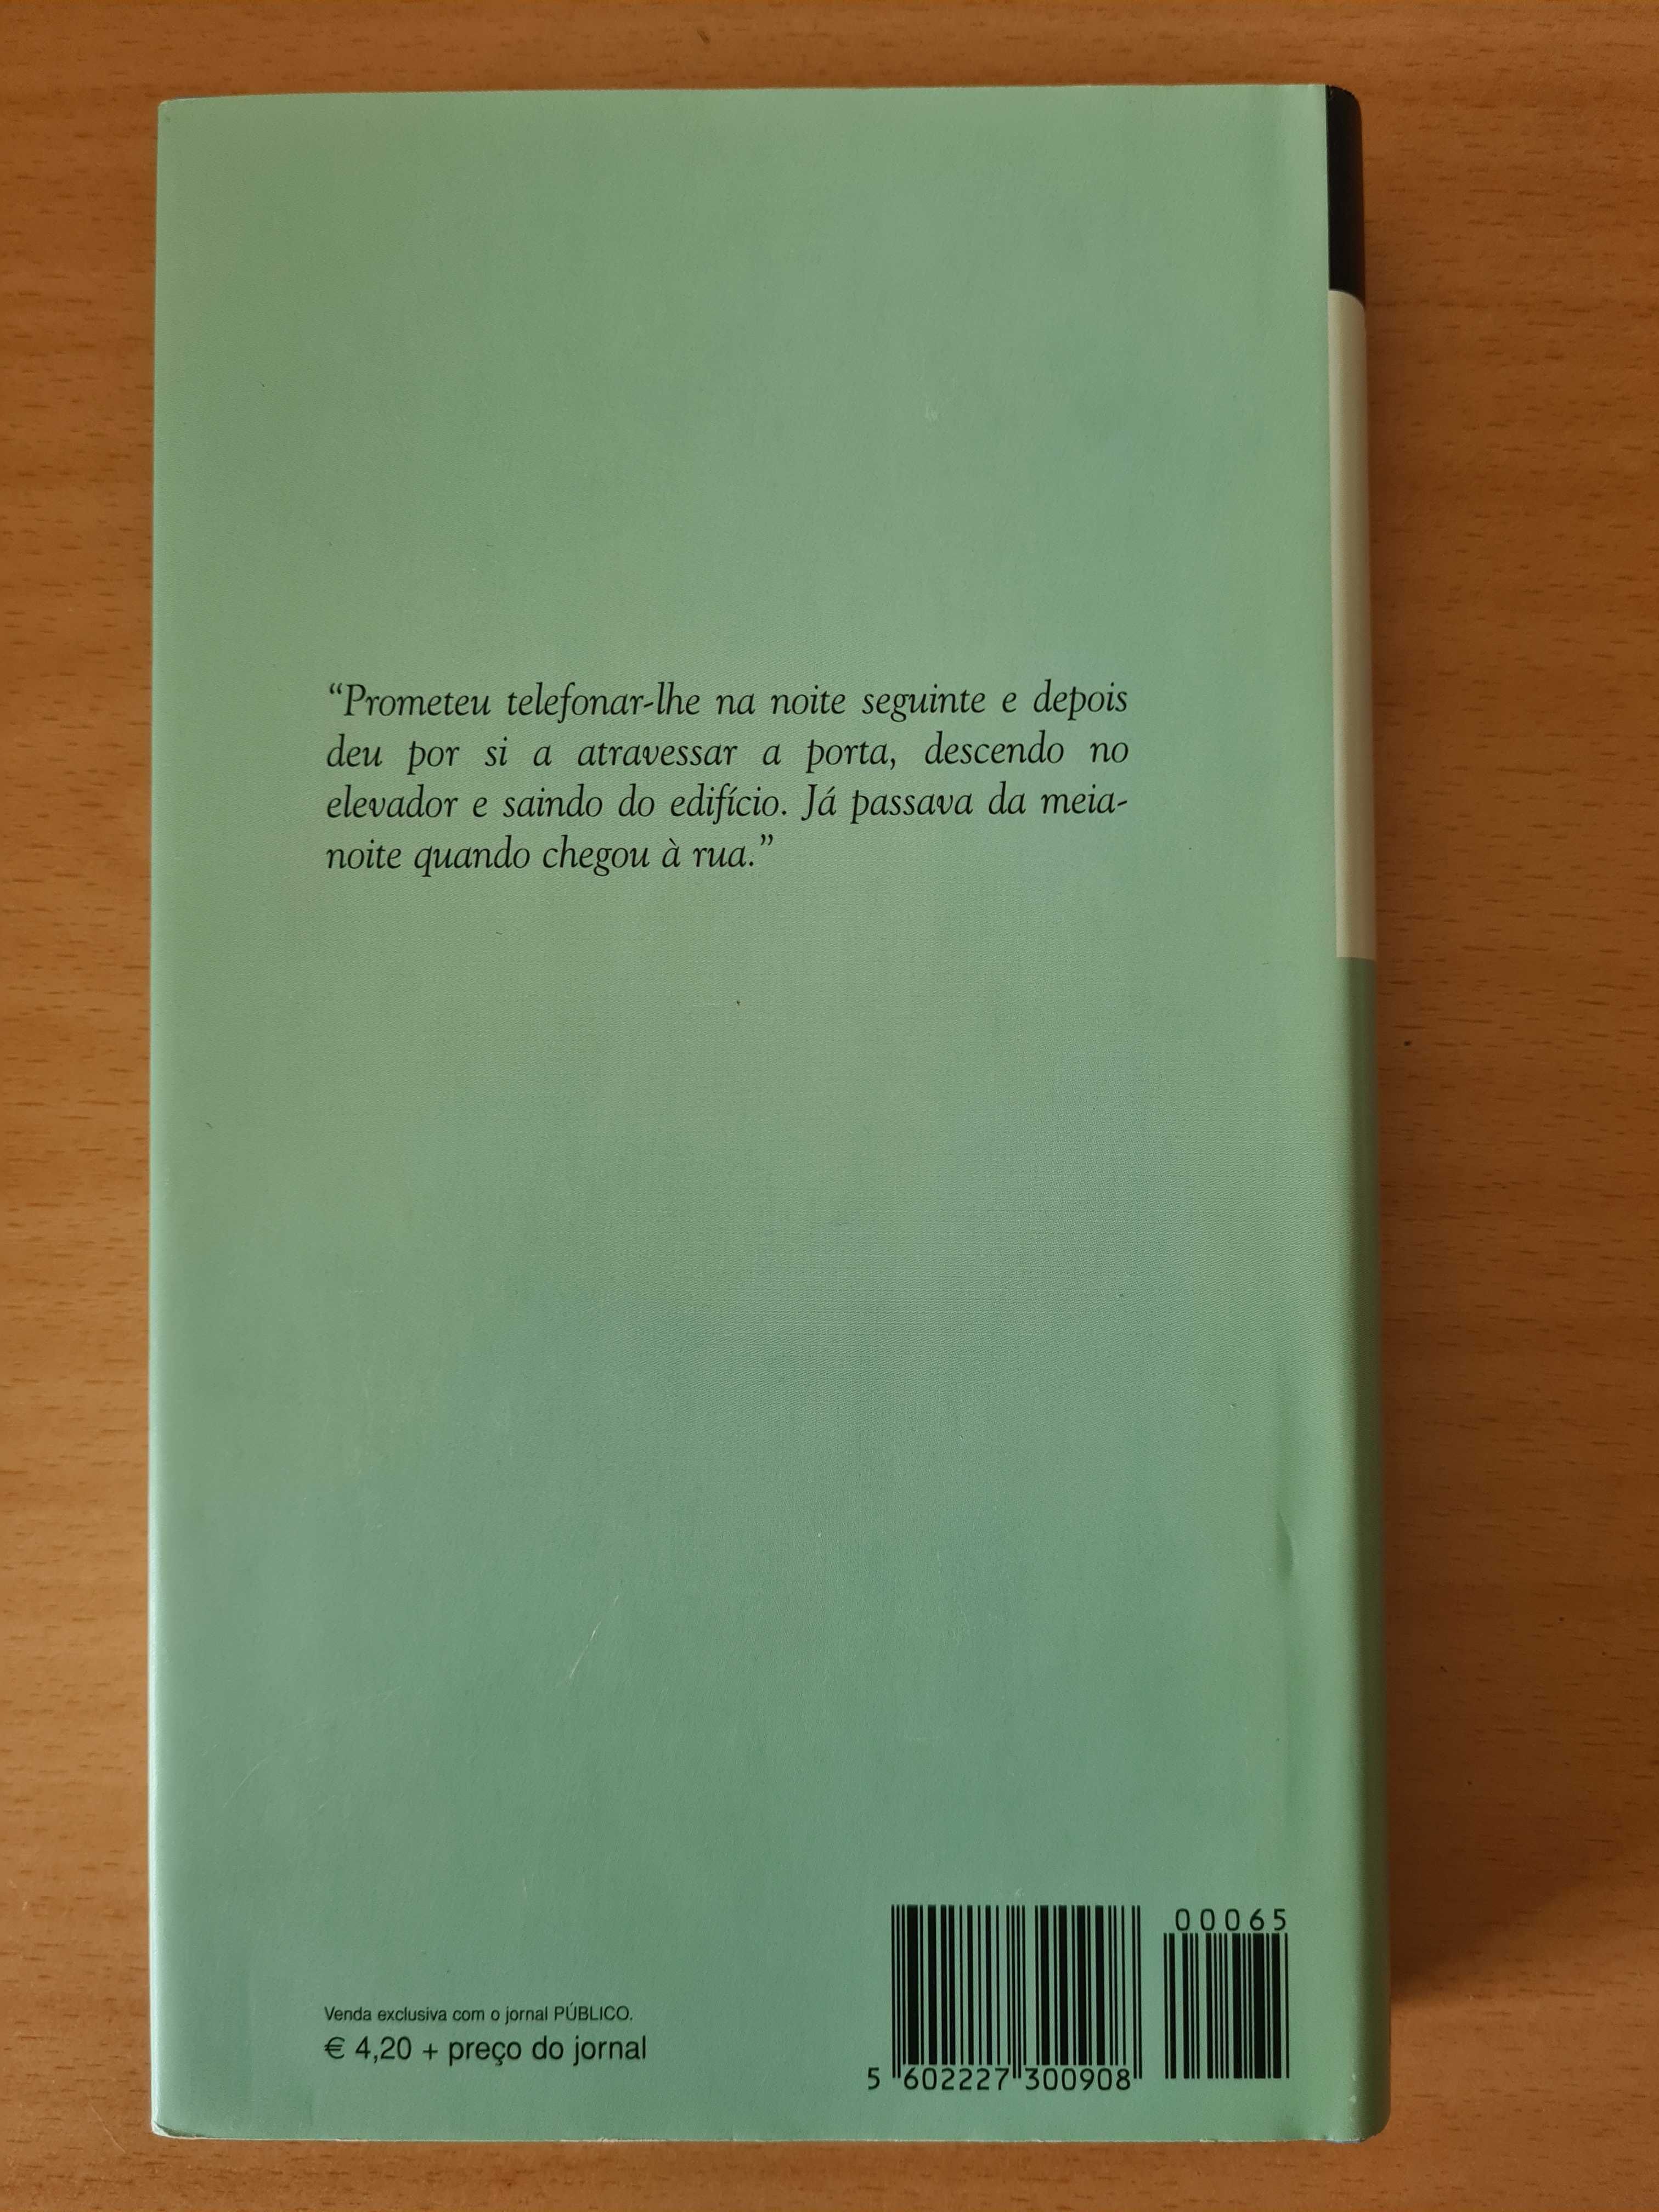 “Prometeu telefonar-lhe na noite seguinte e depois
deu por si a atravessar a porta, descendo no
elevador e saindo do edifício. Já passava da meia-
noite quando chegou à rua.”
Venda exclusiva com o jornal PÚBLICO.
€ 4,20 + preço do jornal
00065
5 602227 300908